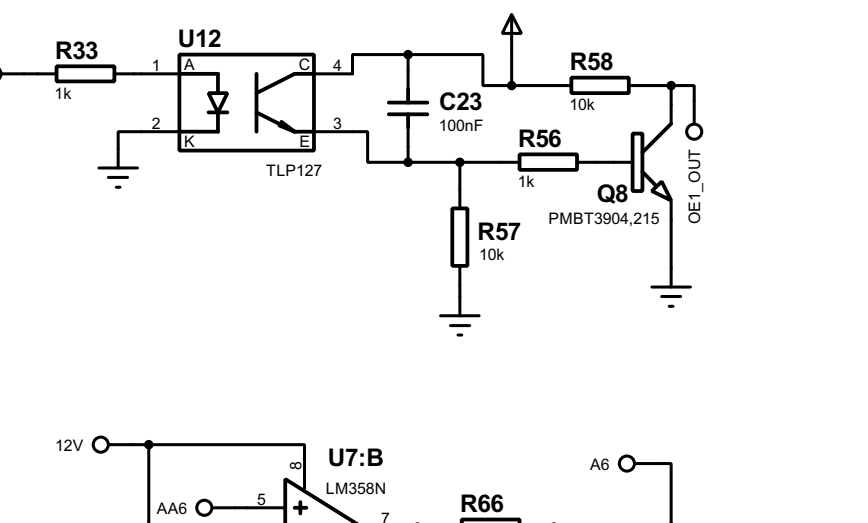 U12
R33
1k
1
A
C
4
2
K
E
3
TLP127
C23
100nF
R58
10k
R56
1k
Q8
PMBT3904,215
OE1_OUT
R57
10k
12V
8
U7:B
LM358N
AA6
5
+
7
R66
A6